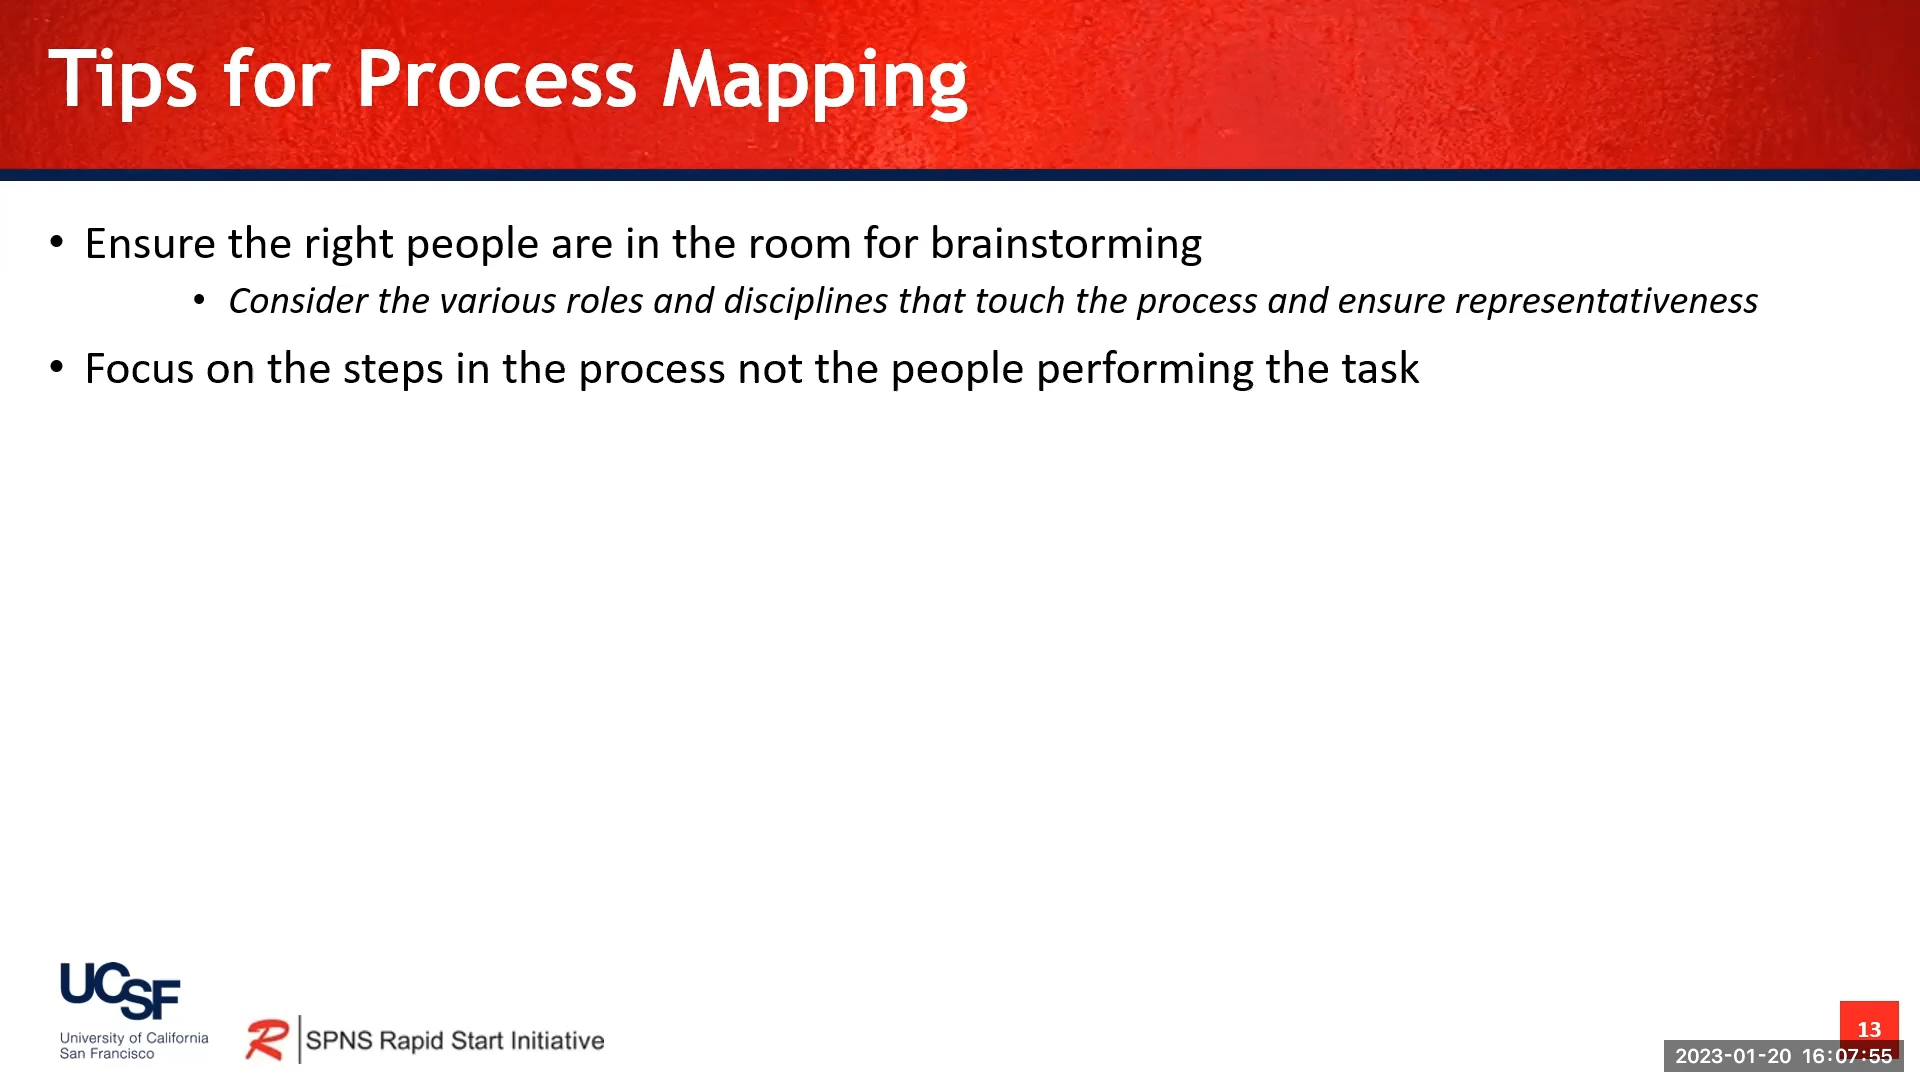 Tips for Process Mapping
• Ensure the right people are in the room for brainstorming
• Consider the various roles and disciplines that touch the process and ensure representativeness
• Focus on the steps in the process not the people performing the task
UCSF
University of California
San Francisco
R
SPNS Rapid Start Initiative
13
2023-01-20 16:07:55